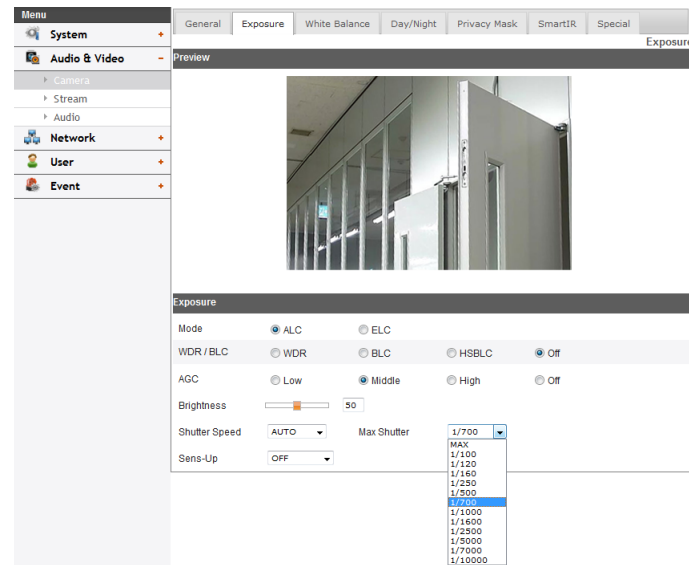 Menu
System +
Audio & Video -
Camera
Stream
Audio
Network +
User +
Event +
General Exposure White Balance Day/Night Privacy Mask SmartIR Special
Exposure
Preview
Exposure
Mode ALC ELC
WDR / BLC WDR BLC HSBLC Off
AGC Low Middle High Off
Brightness 50
Shutter Speed AUTO Max Shutter 1/700
Sens-Up OFF
MAX
1/100
1/120
1/160
1/250
1/500
1/700
1/1000
1/1600
1/2500
1/5000
1/7000
1/10000